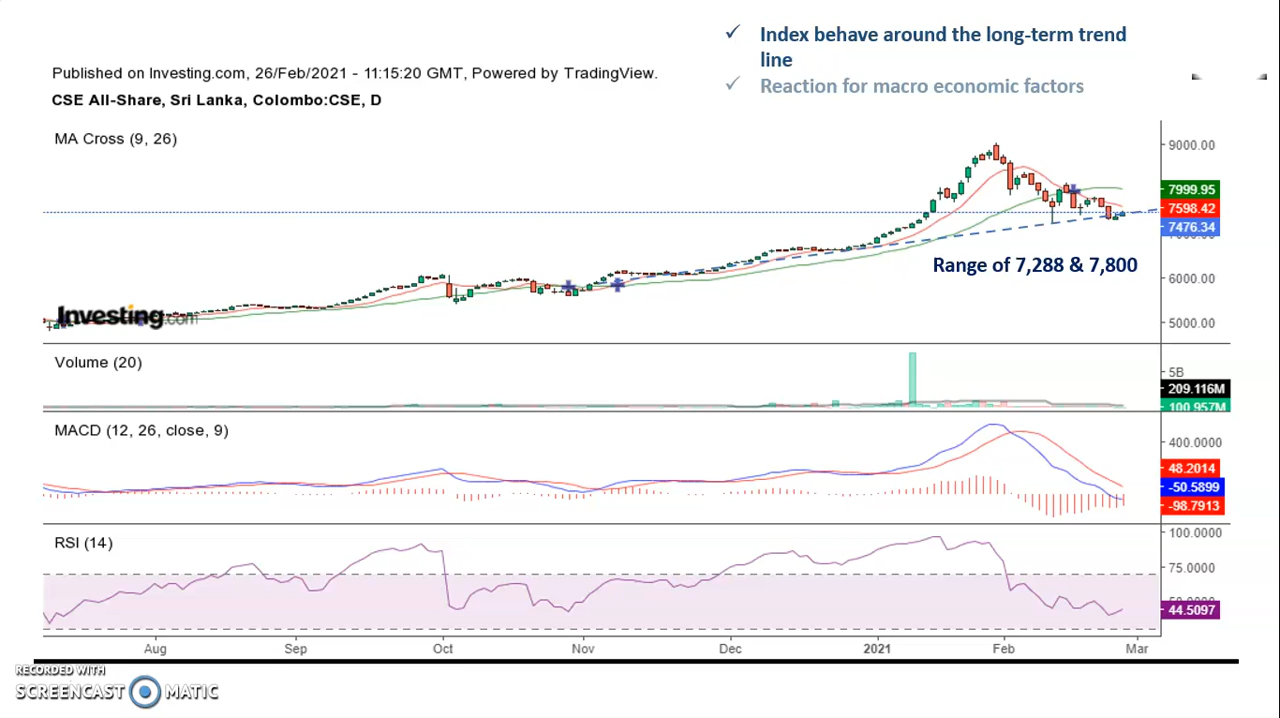 ✓ Index behave around the long-term trend
line
✓ Reaction for macro economic factors
Published on Investing.com, 26/Feb/2021 - 11:15:20 GMT, Powered by TradingView.
CSE All-Share, Sri Lanka, Colombo:CSE, D
MA Cross (9, 26)
9000.00
7999.95
7598.42
7476.34
Range of 7,288 & 7,800
6000.00
5000.00
Investing.com
Volume (20)
5B
209.116M
100.957M
MACD (12, 26, close, 9)
400.0000
48.2014
-50.5899
-98.7913
RSI (14)
100.0000
75.0000
44.5097
Aug Sep Oct Nov Dec 2021 Feb Mar
RECORDED WITH
SCREENCAST MATIC